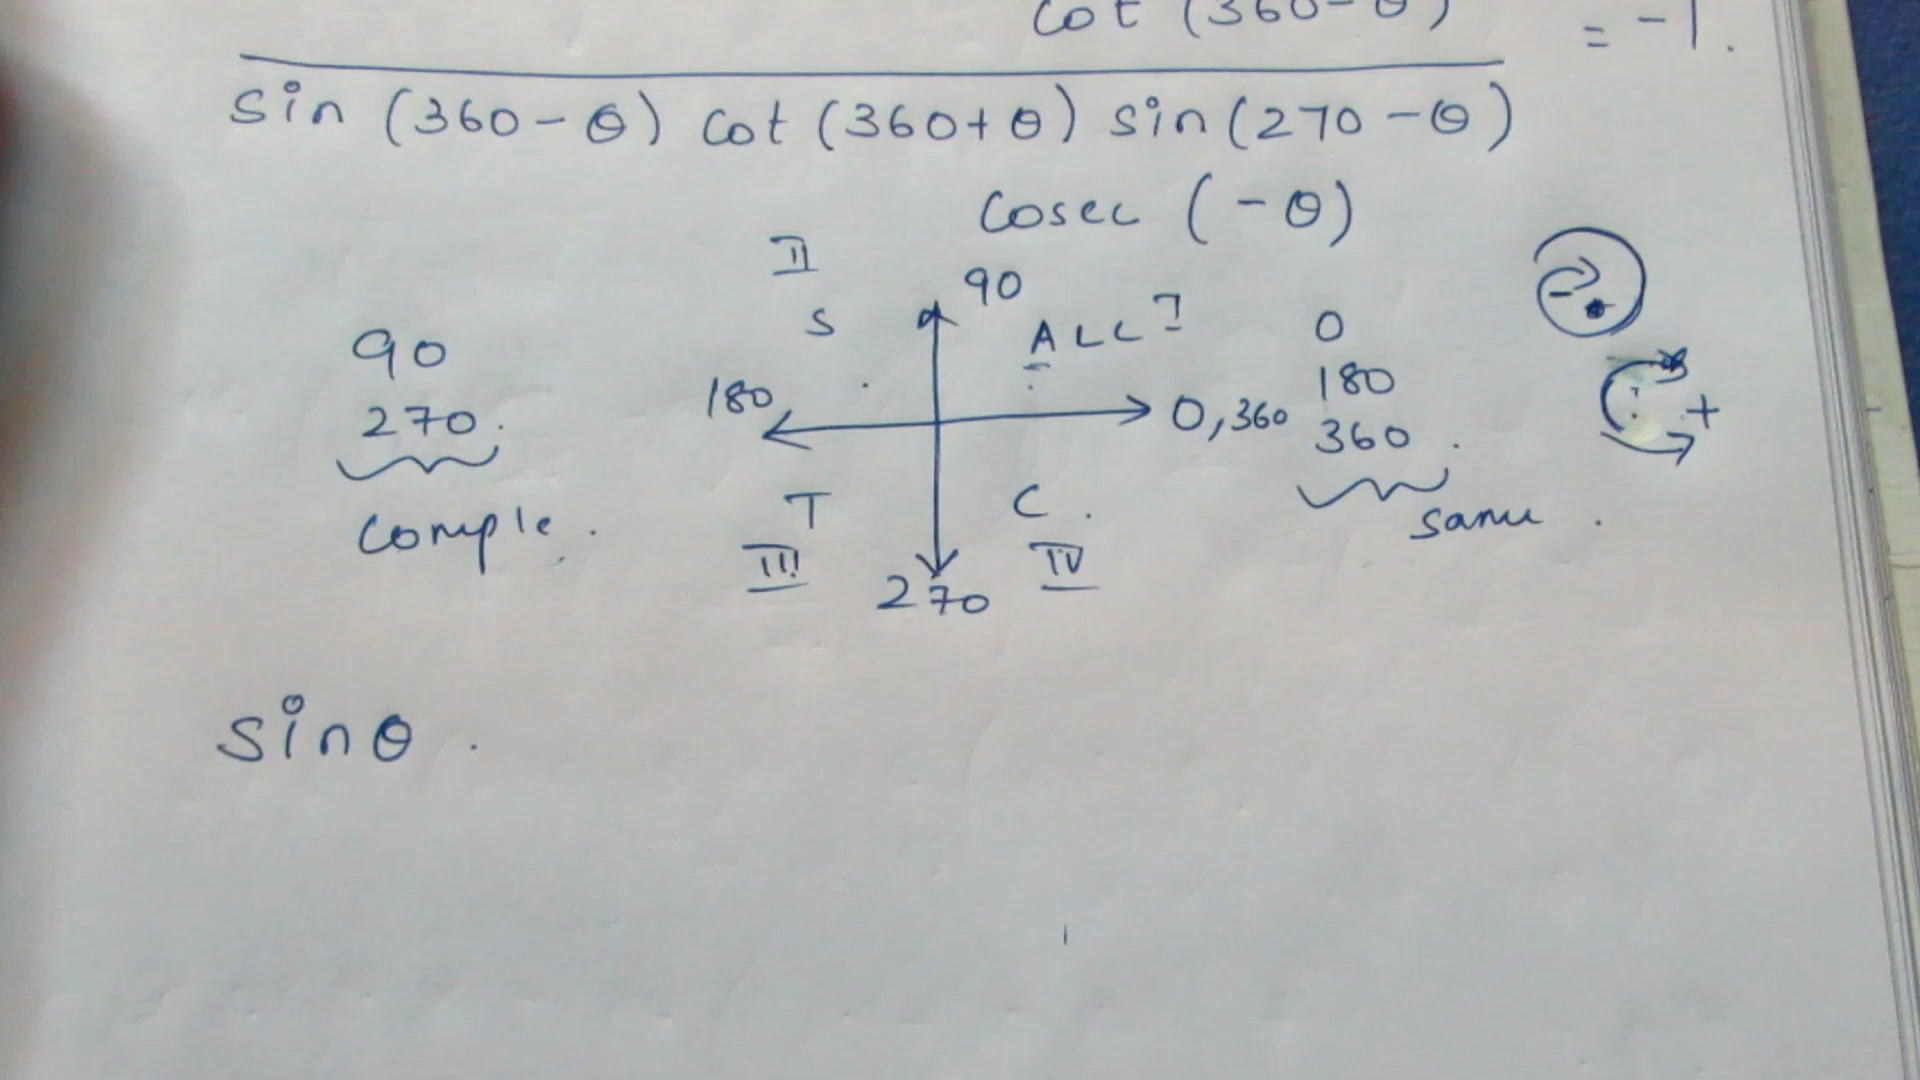 cot (360-θ)
= -1.
sin (360-θ) cot (360+θ) sin (270-θ)
cosec (-θ)
II
90
S
ALL I
0
90
180
180
0,360
270.
360.
T
C.
+
-
comple.
same.
III
IV
270
sinθ.